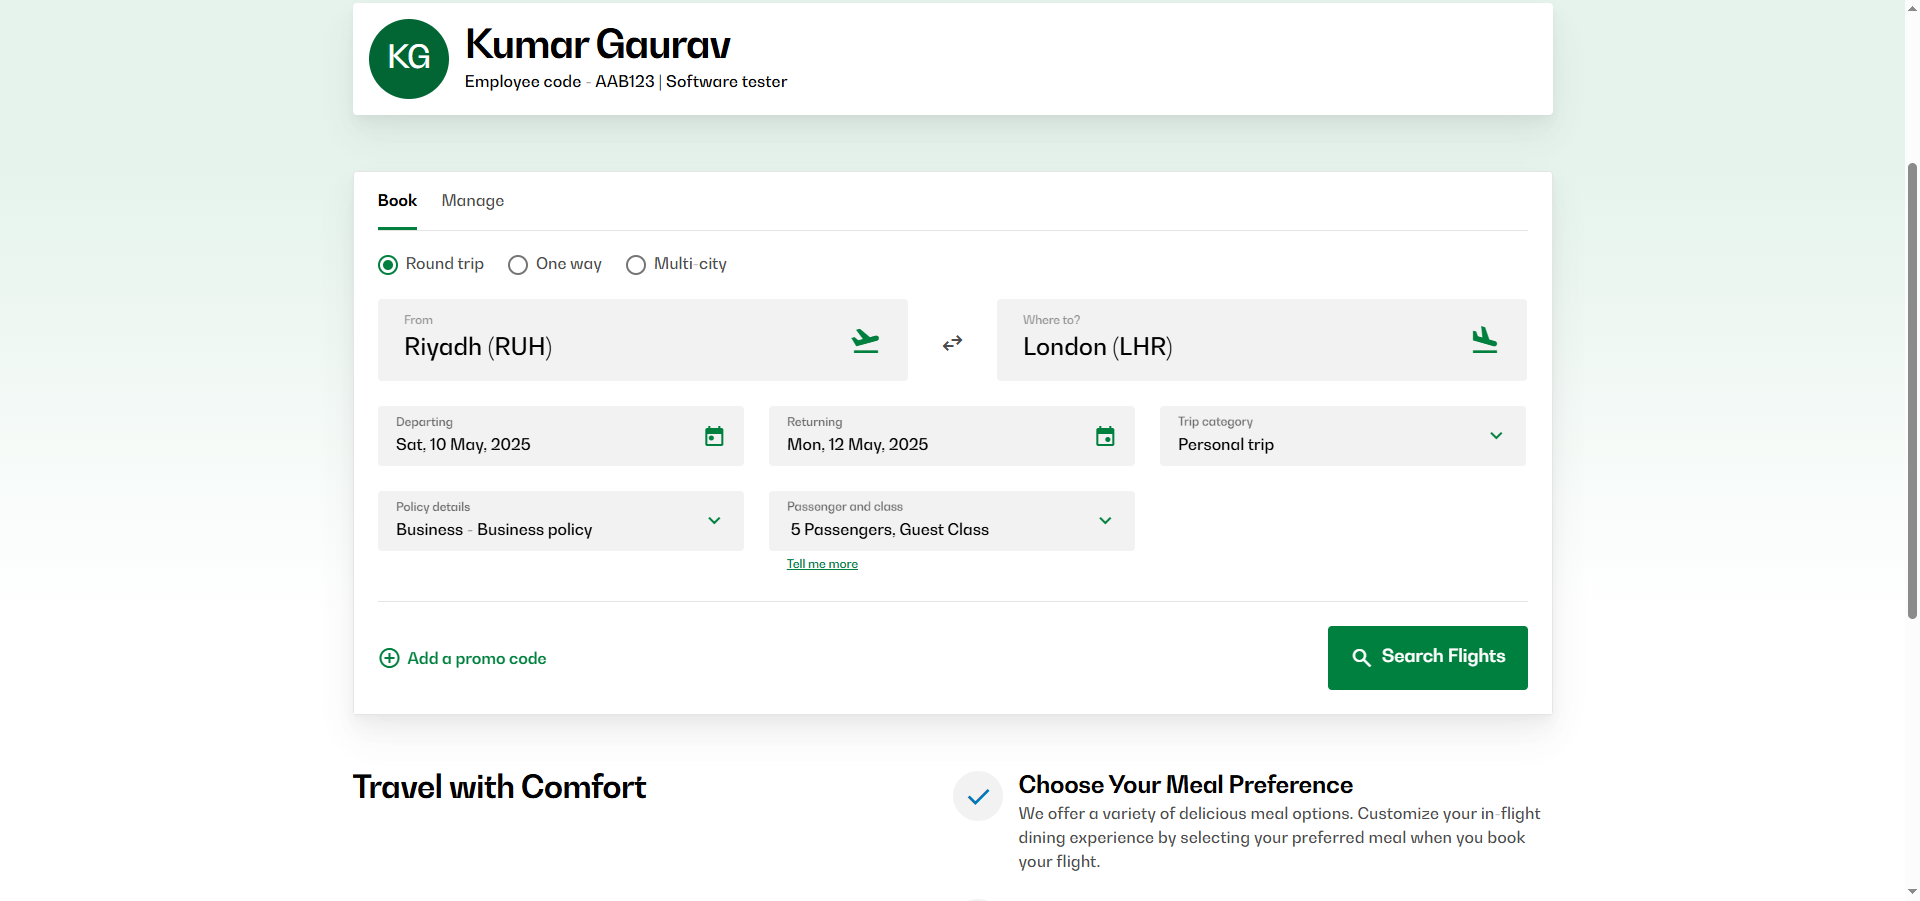 KG
Kumar Gaurav
Employee code - AAB123 | Software tester
Book Manage
Round trip One way Multi-city
From
Riyadh (RUH)
Where to?
London (LHR)
Departing
Sat, 10 May, 2025
Returning
Mon, 12 May, 2025
Trip category
Personal trip
Policy details
Business - Business policy
Passenger and class
5 Passengers, Guest Class
Tell me more
Add a promo code
Search Flights
Travel with Comfort
Choose Your Meal Preference
We offer a variety of delicious meal options. Customize your in-flight
dining experience by selecting your preferred meal when you book
your flight.